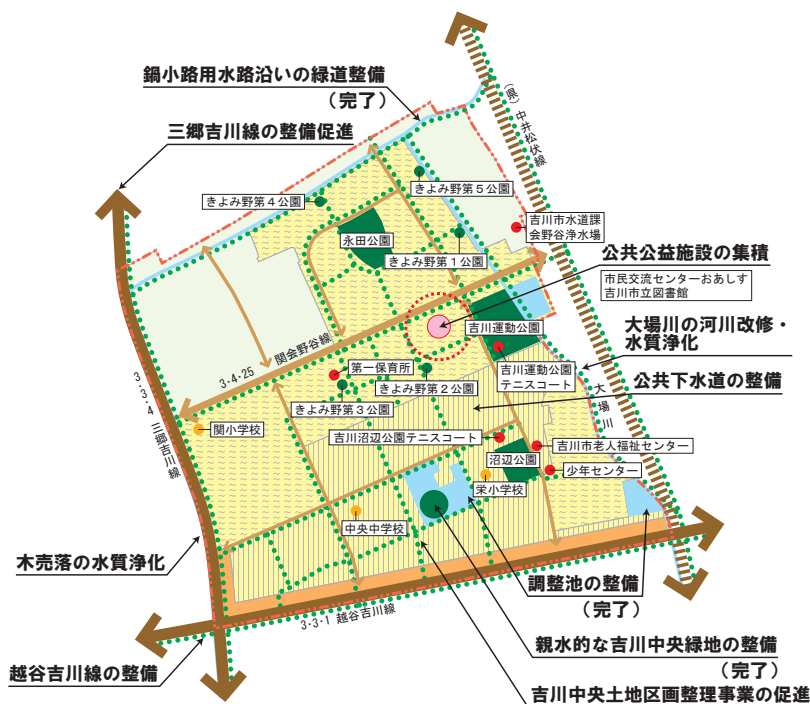 鍋小路用水路沿いの緑道整備
（完了）
三郷吉川線の整備促進
（県）中井松伏線
きよみ野第５公園
きよみ野第４公園
吉川市水道課
会野谷浄水場
永田公園
きよみ野第１公園
公共公益施設の集積
市民交流センターおあしす
吉川市立図書館
吉川運動公園
大場川の河川改修・
水質浄化
3・4・25　関会野谷線
第一保育所
吉川運動公園
テニスコート
きよみ野第２公園
公共下水道の整備
3・3・4　三郷吉川線
きよみ野第３公園
大場川
関小学校
吉川沼辺公園テニスコート
吉川市老人福祉センター
沼辺公園
少年センター
栄小学校
中央中学校
木売落の水質浄化
調整池の整備
（完了）
3・3・1 越谷吉川線
親水的な吉川中央緑地の整備
（完了）
越谷吉川線の整備
吉川中央土地区画整理事業の促進